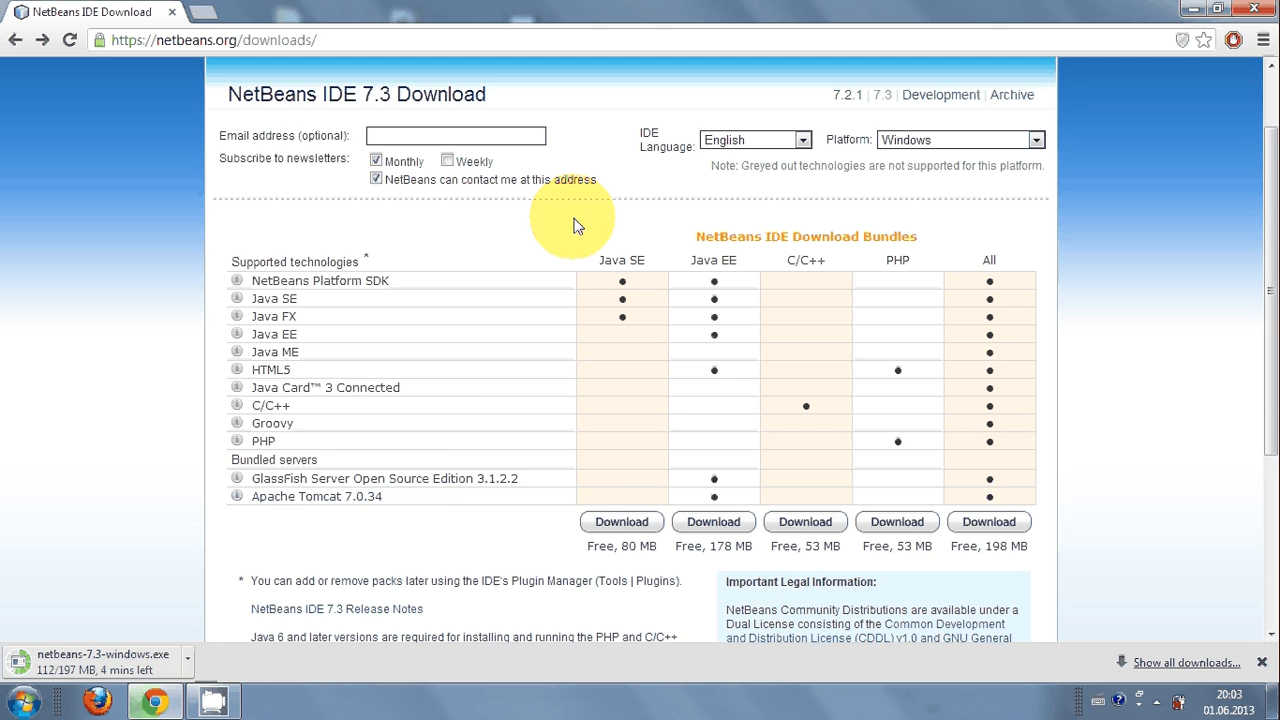 NetBeans IDE Download
https://netbeans.org/downloads/
NetBeans IDE 7.3 Download
7.2.1 | 7.3 | Development | Archive
Email address (optional):
IDE Language: English
Platform: Windows
Subscribe to newsletters:
Monthly Weekly
NetBeans can contact me at this address
Note: Greyed out technologies are not supported for this platform.
NetBeans IDE Download Bundles
Supported technologies * Java SE Java EE C/C++ PHP All
NetBeans Platform SDK
Java SE
Java FX
Java EE
Java ME
HTML5
Java Card™ 3 Connected
C/C++
Groovy
PHP
Bundled servers
GlassFish Server Open Source Edition 3.1.2.2
Apache Tomcat 7.0.34
Download Download Download Download Download
Free, 80 MB Free, 178 MB Free, 53 MB Free, 53 MB Free, 198 MB
* You can add or remove packs later using the IDE's Plugin Manager (Tools | Plugins).
NetBeans IDE 7.3 Release Notes
Java 6 and later versions are required for installing and running the PHP and C/C++
Important Legal Information:
NetBeans Community Distributions are available under a
Dual License consisting of the Common Development
and Distribution License (CDDL) v1.0 and GNU General
netbeans-7.3-windows.exe
112/197 MB, 4 mins left
Show all downloads...
20:03
01.06.2013